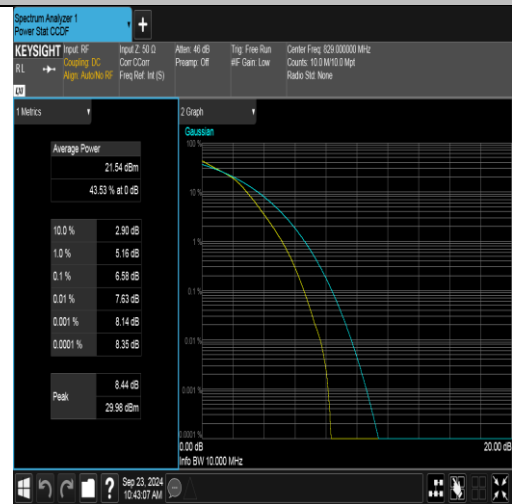 Spectrum Analyzer 1
Power Stat CCDF
+
KEYSIGHT
RL
LXI
Input: RF
Coupling: DC
Align: Auto/No RF
Input Z: 50 Ω
Corr CCorr
Freq Ref: Int (S)
Atten: 46 dB
Preamp: Off
Trig: Free Run
#IF Gain: Low
Center Freq: 829.000000 MHz
Counts: 10.0 M/10.0 Mpt
Radio Std: None
1 Metrics
Average Power
21.54 dBm
43.53 % at 0 dB
10.0 % 2.90 dB
1.0 % 5.16 dB
0.1 % 6.58 dB
0.01 % 7.63 dB
0.001 % 8.14 dB
0.0001 % 8.35 dB
Peak
8.44 dB
29.98 dBm
2 Graph
Gaussian
100 %
10 %
1 %
0.1 %
0.01 %
0.001 %
0.0001 %
0.00 dB
20.00 dB
Info BW 10.000 MHz
?
Sep 23, 2024
10:43:07 AM